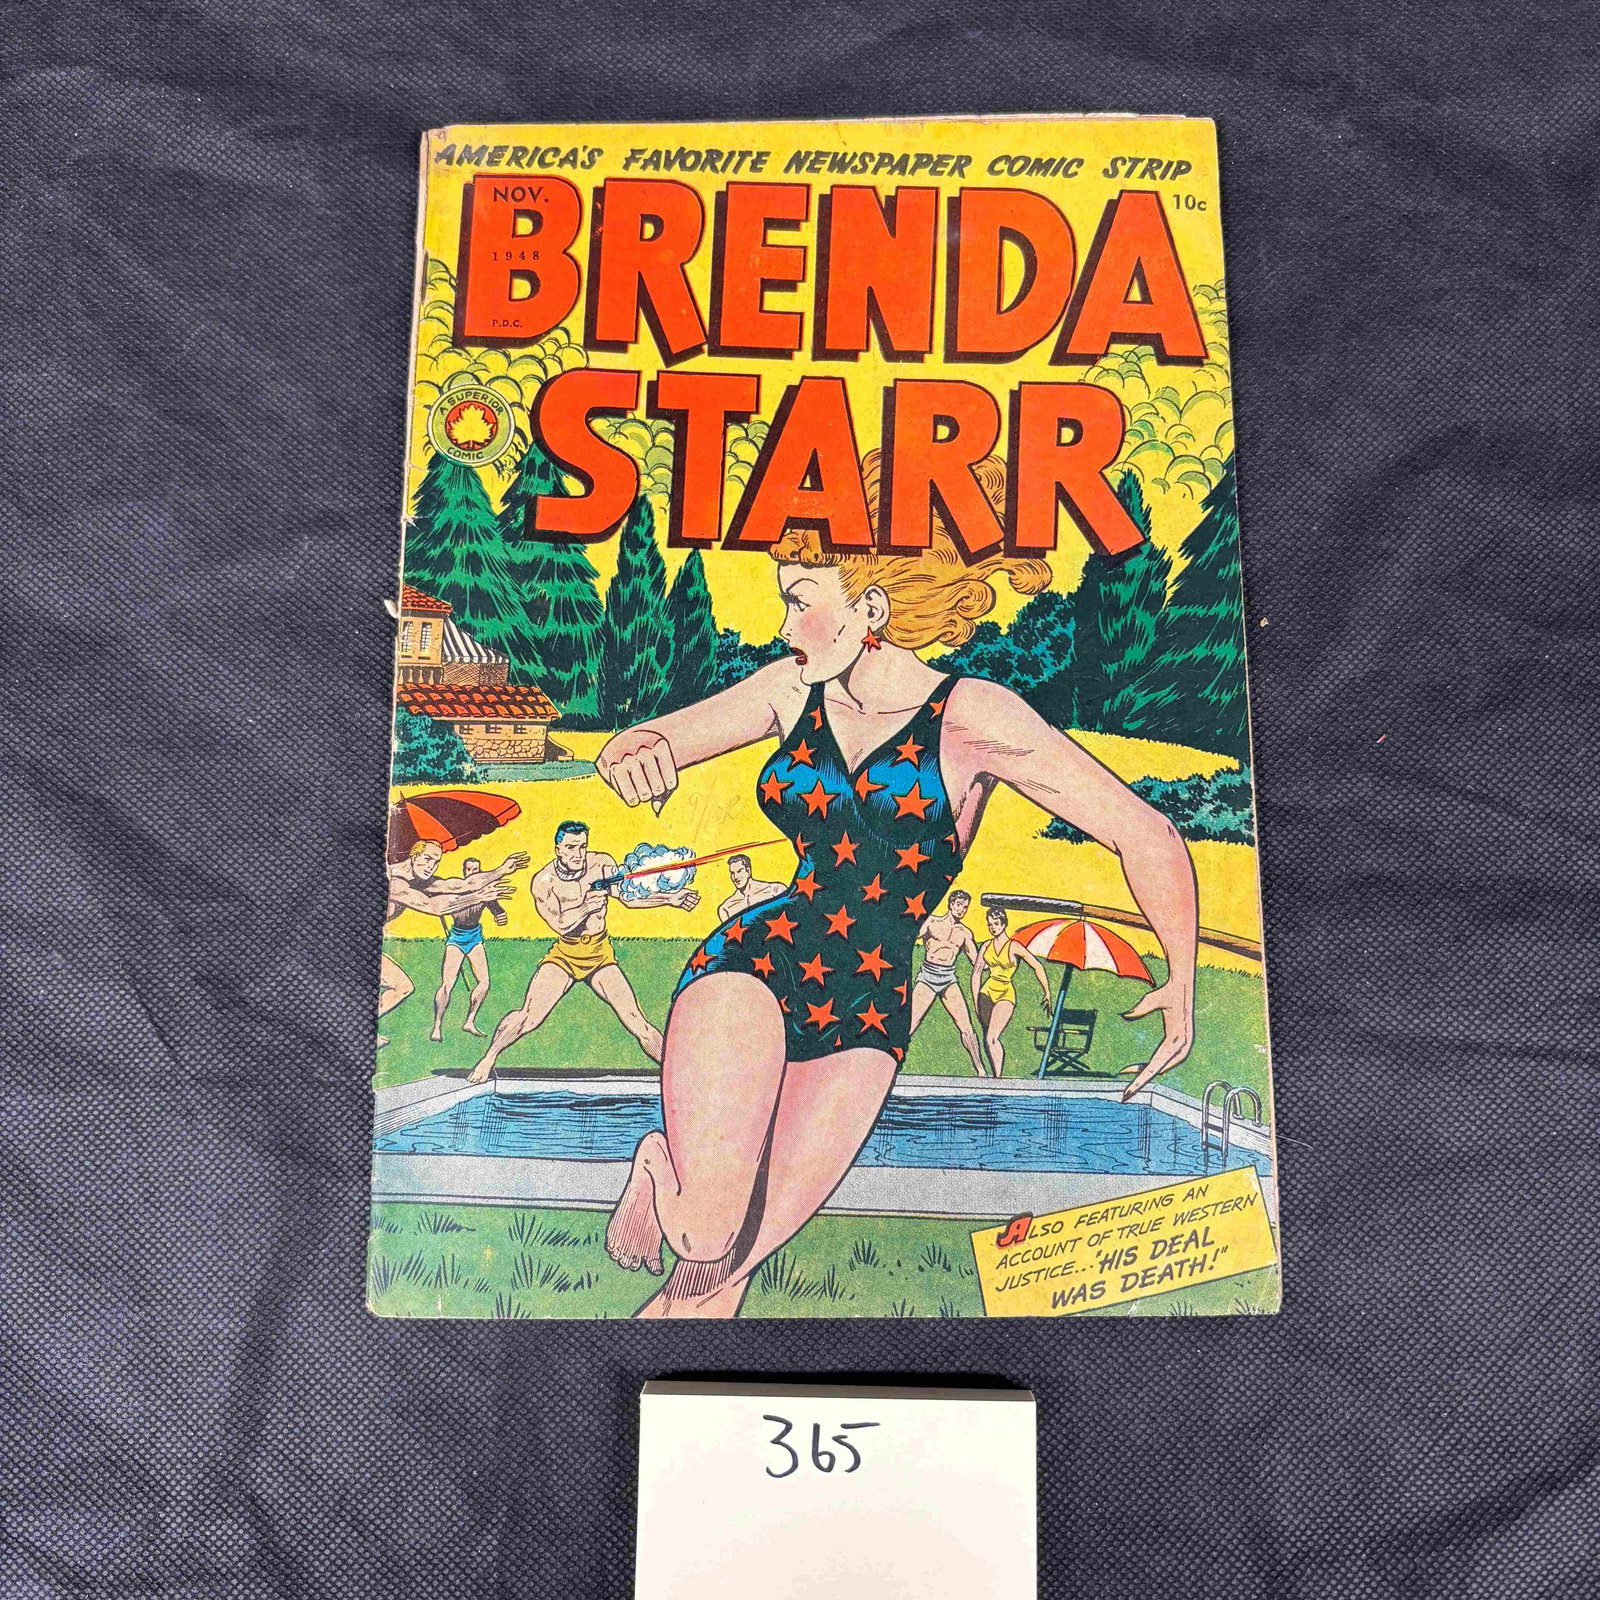 AMERICA'S FAVORITE NEWSPAPER COMIC STRIP
NOV.
10c
BRENDA
1948
P.D.C.
STARR
A SUPERIOR
COMIC
ALSO FEATURING AN
ACCOUNT OF TRUE WESTERN
JUSTICE... "HIS DEAL
WAS DEATH!"
365